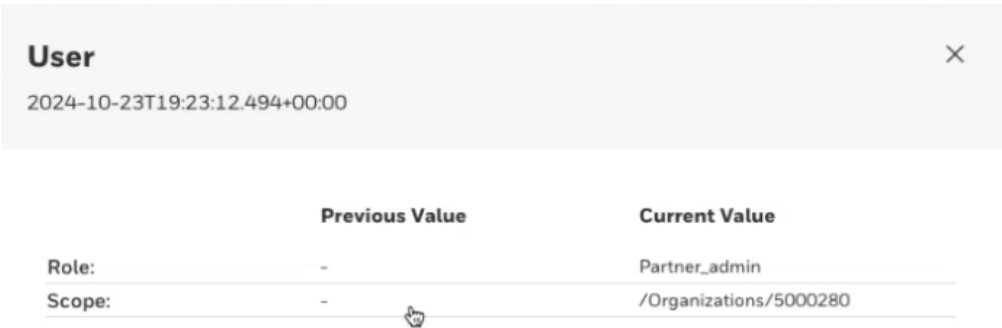 User
2024-10-23T19:23:12.494+00:00
Previous Value Current Value
Role: - Partner_admin
Scope: - /Organizations/5000280